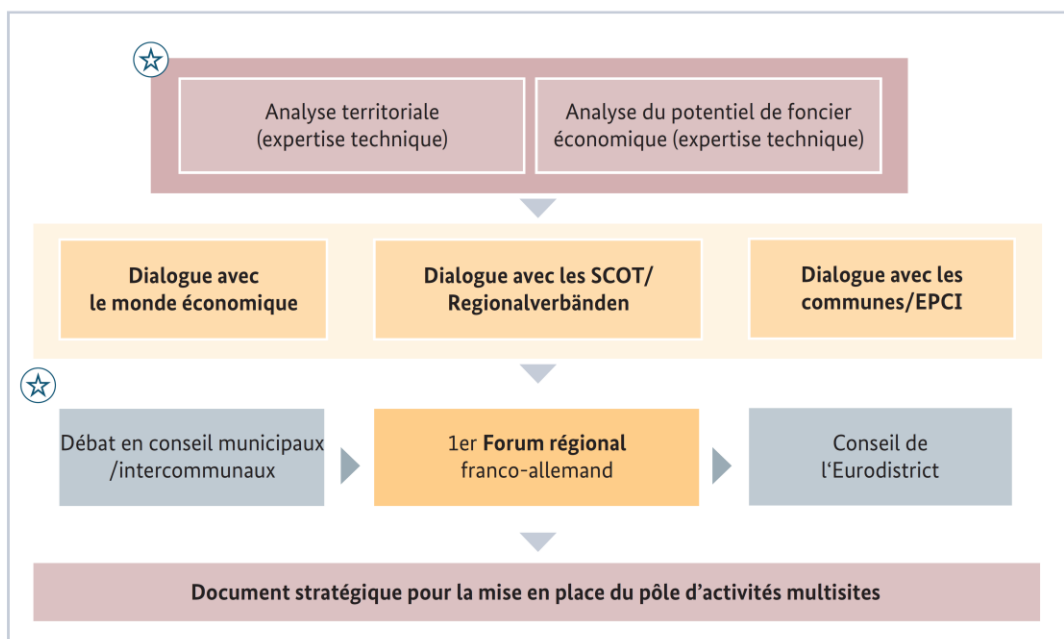 Analyse territoriale
(expertise technique)
Analyse du potentiel de foncier
économique (expertise technique)
Dialogue avec
le monde économique
Dialogue avec les SCOT/
Regionalverbänden
Dialogue avec les
communes/EPCI
Débat en conseil municipaux
/intercommunaux
1er Forum régional
franco-allemand
Conseil de
l‘Eurodistrict
Document stratégique pour la mise en place du pôle d’activités multisites